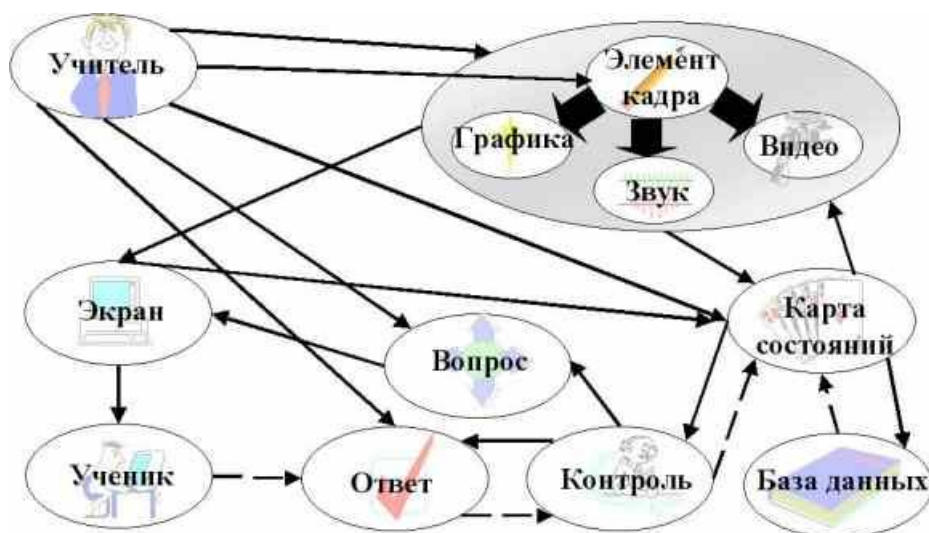 Учитель
Элемент
кадра
Графика
Видео
Звук
Экран
Карта
состояний
Вопрос
Ученик
Ответ
Контроль
База данных